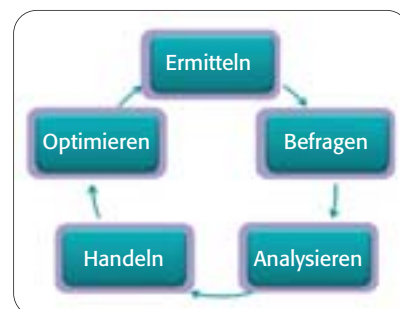 Ermitteln
Befragen
Analysieren
Handeln
Optimieren